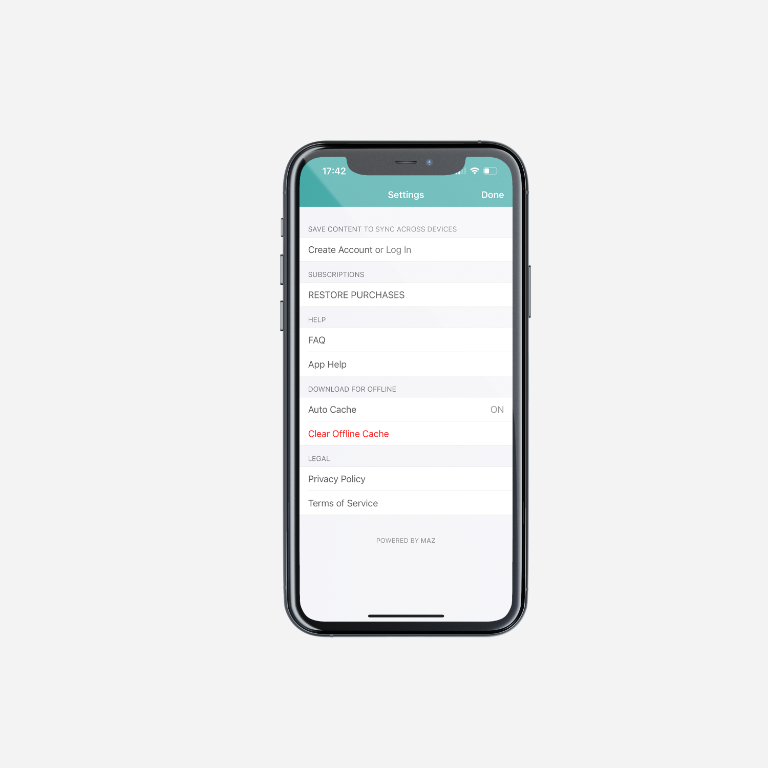 17:42
Settings Done
SAVE CONTENT TO SYNC ACROSS DEVICES
Create Account or Log In
SUBSCRIPTIONS
RESTORE PURCHASES
HELP
FAQ
App Help
DOWNLOAD FOR OFFLINE
Auto Cache ON
Clear Offline Cache
LEGAL
Privacy Policy
Terms of Service
POWERED BY MAZ